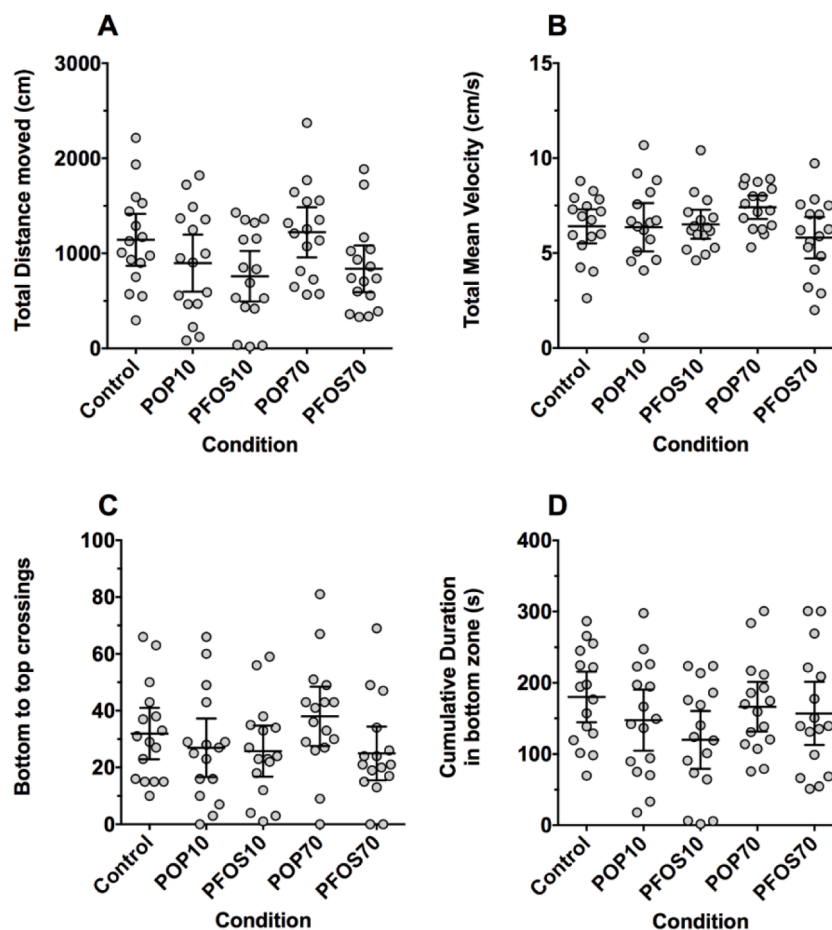 A
Total Distance moved (cm)
3000
2000
1000
0
Control
POP10
PFOS10
POP70
PFOS70
Condition
B
Total Mean Velocity (cm/s)
15
10
5
0
Control
POP10
PFOS10
POP70
PFOS70
Condition
C
Bottom to top crossings
100
80
60
40
20
0
Control
POP10
PFOS10
POP70
PFOS70
Condition
D
Cumulative Duration
in bottom zone (s)
400
300
200
100
0
Control
POP10
PFOS10
POP70
PFOS70
Condition